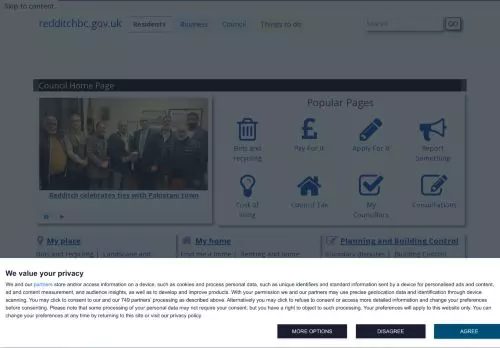 Skip to content
redditchbc.gov.uk Residents Business Council Things to do
Search GO
Council Home Page
Popular Pages
Bins and recycling
Pay For it
Apply For it
Report Something
Redditch celebrates ties with Pakistani town
Cost of living
Council Tax
My Councillors
Consultations
My place
My home
Planning and Building Control
Bins and recycling | Landscape and
Find their home | Renting and home
Boundary disputes | Building Control
We value your privacy
We and our partners store and/or access information on a device, such as cookies and process personal data, such as unique identifiers and standard information sent by a device for personalised ads and content,
ad and content measurement, and audience insights, as well as to develop and improve products. With your permission we and our partners may use precise geolocation data and identification through device
scanning. You may click to consent to our and our 749 partners' processing as described above. Alternatively you may click to refuse to consent or access more detailed information and change your preferences
before consenting. Please note that some processing of your personal data may not require your consent, but you have a right to object to such processing. Your preferences will apply to this website only. You can
change your preferences at any time by returning to this site or visit our privacy policy.
MORE OPTIONS DISAGREE AGREE